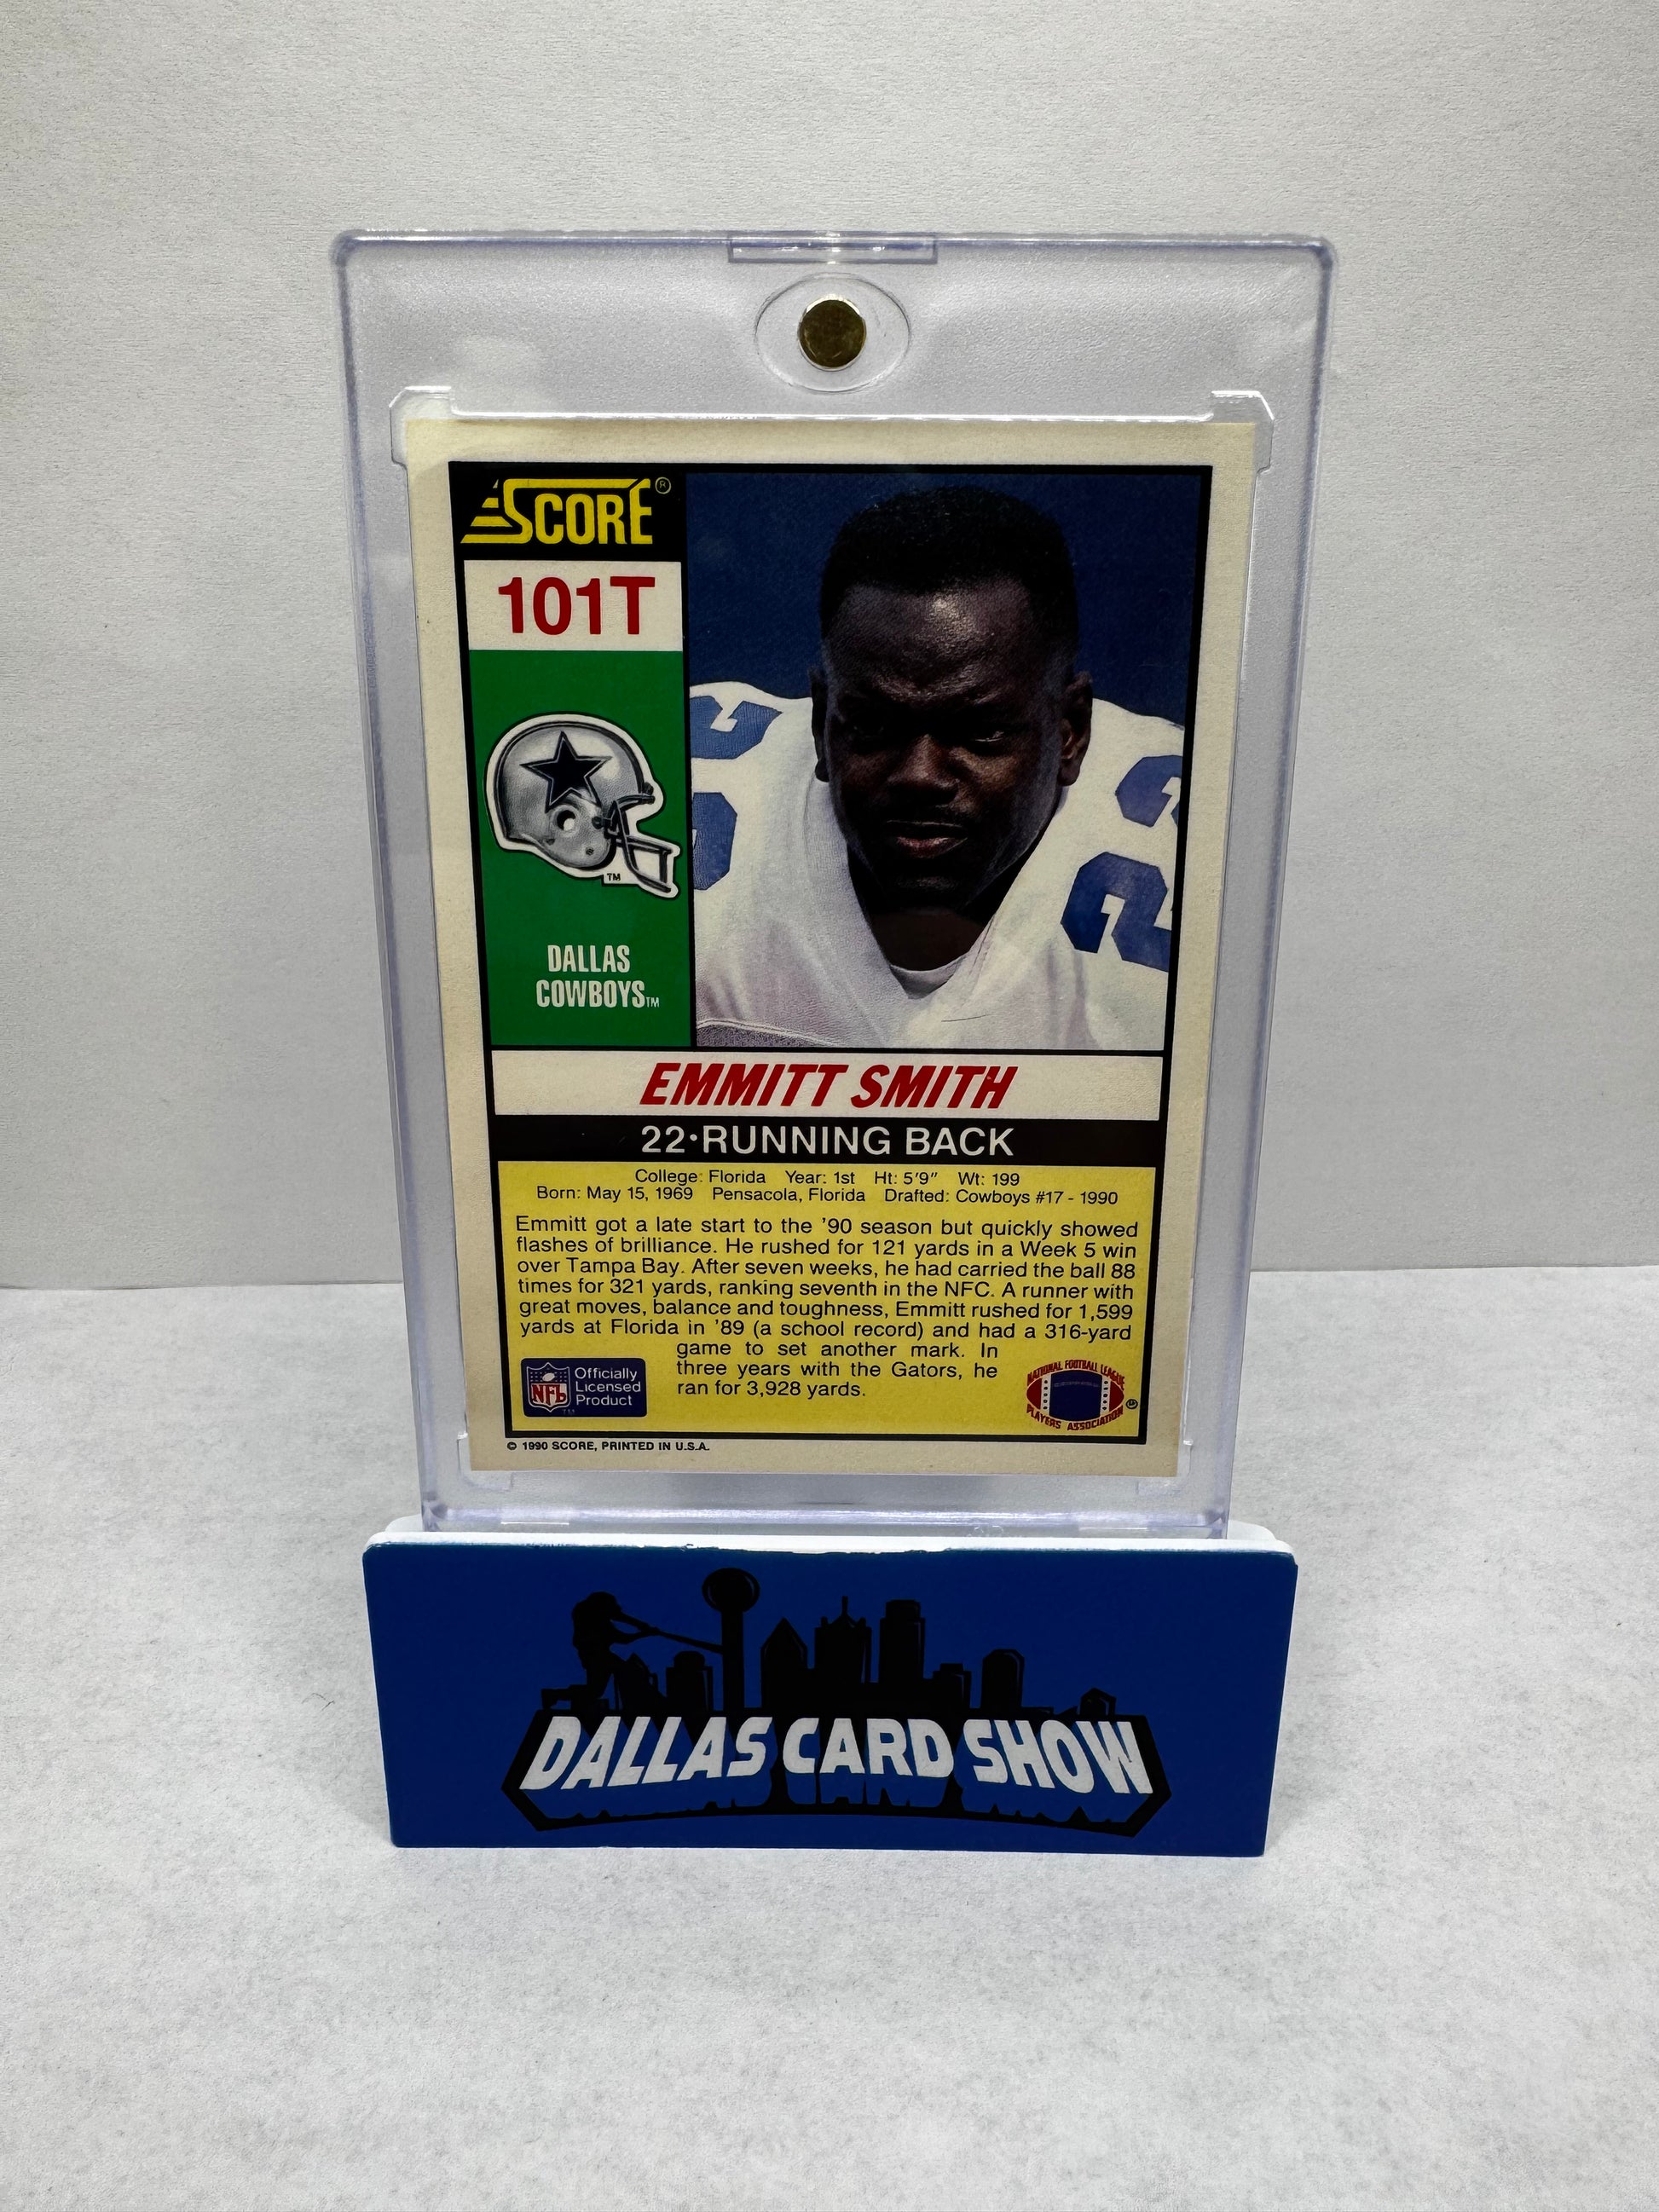 SCORE®
101T
TM
DALLAS
COWBOYS™
EMMITT SMITH
22•RUNNING BACK
College: Florida Year: 1st Ht: 5'9" Wt: 199
Born: May 15, 1969 Pensacola, Florida Drafted: Cowboys #17 - 1990
Emmitt got a late start to the '90 season but quickly showed
flashes of brilliance. He rushed for 121 yards in a Week 5 win
over Tampa Bay. After seven weeks, he had carried the ball 88
times for 321 yards, ranking seventh in the NFC. A runner with
great moves, balance and toughness, Emmitt rushed for 1,599
yards at Florida in '89 (a school record) and had a 316-yard
game to set another mark. In
three years with the Gators, he
ran for 3,928 yards.
NFL
TM
Officially
Licensed
Product
NATIONAL FOOTBALL LEAGUE
PLAYERS ASSOCIATION
®
© 1990 SCORE, PRINTED IN U.S.A.
DALLAS CARD SHOW